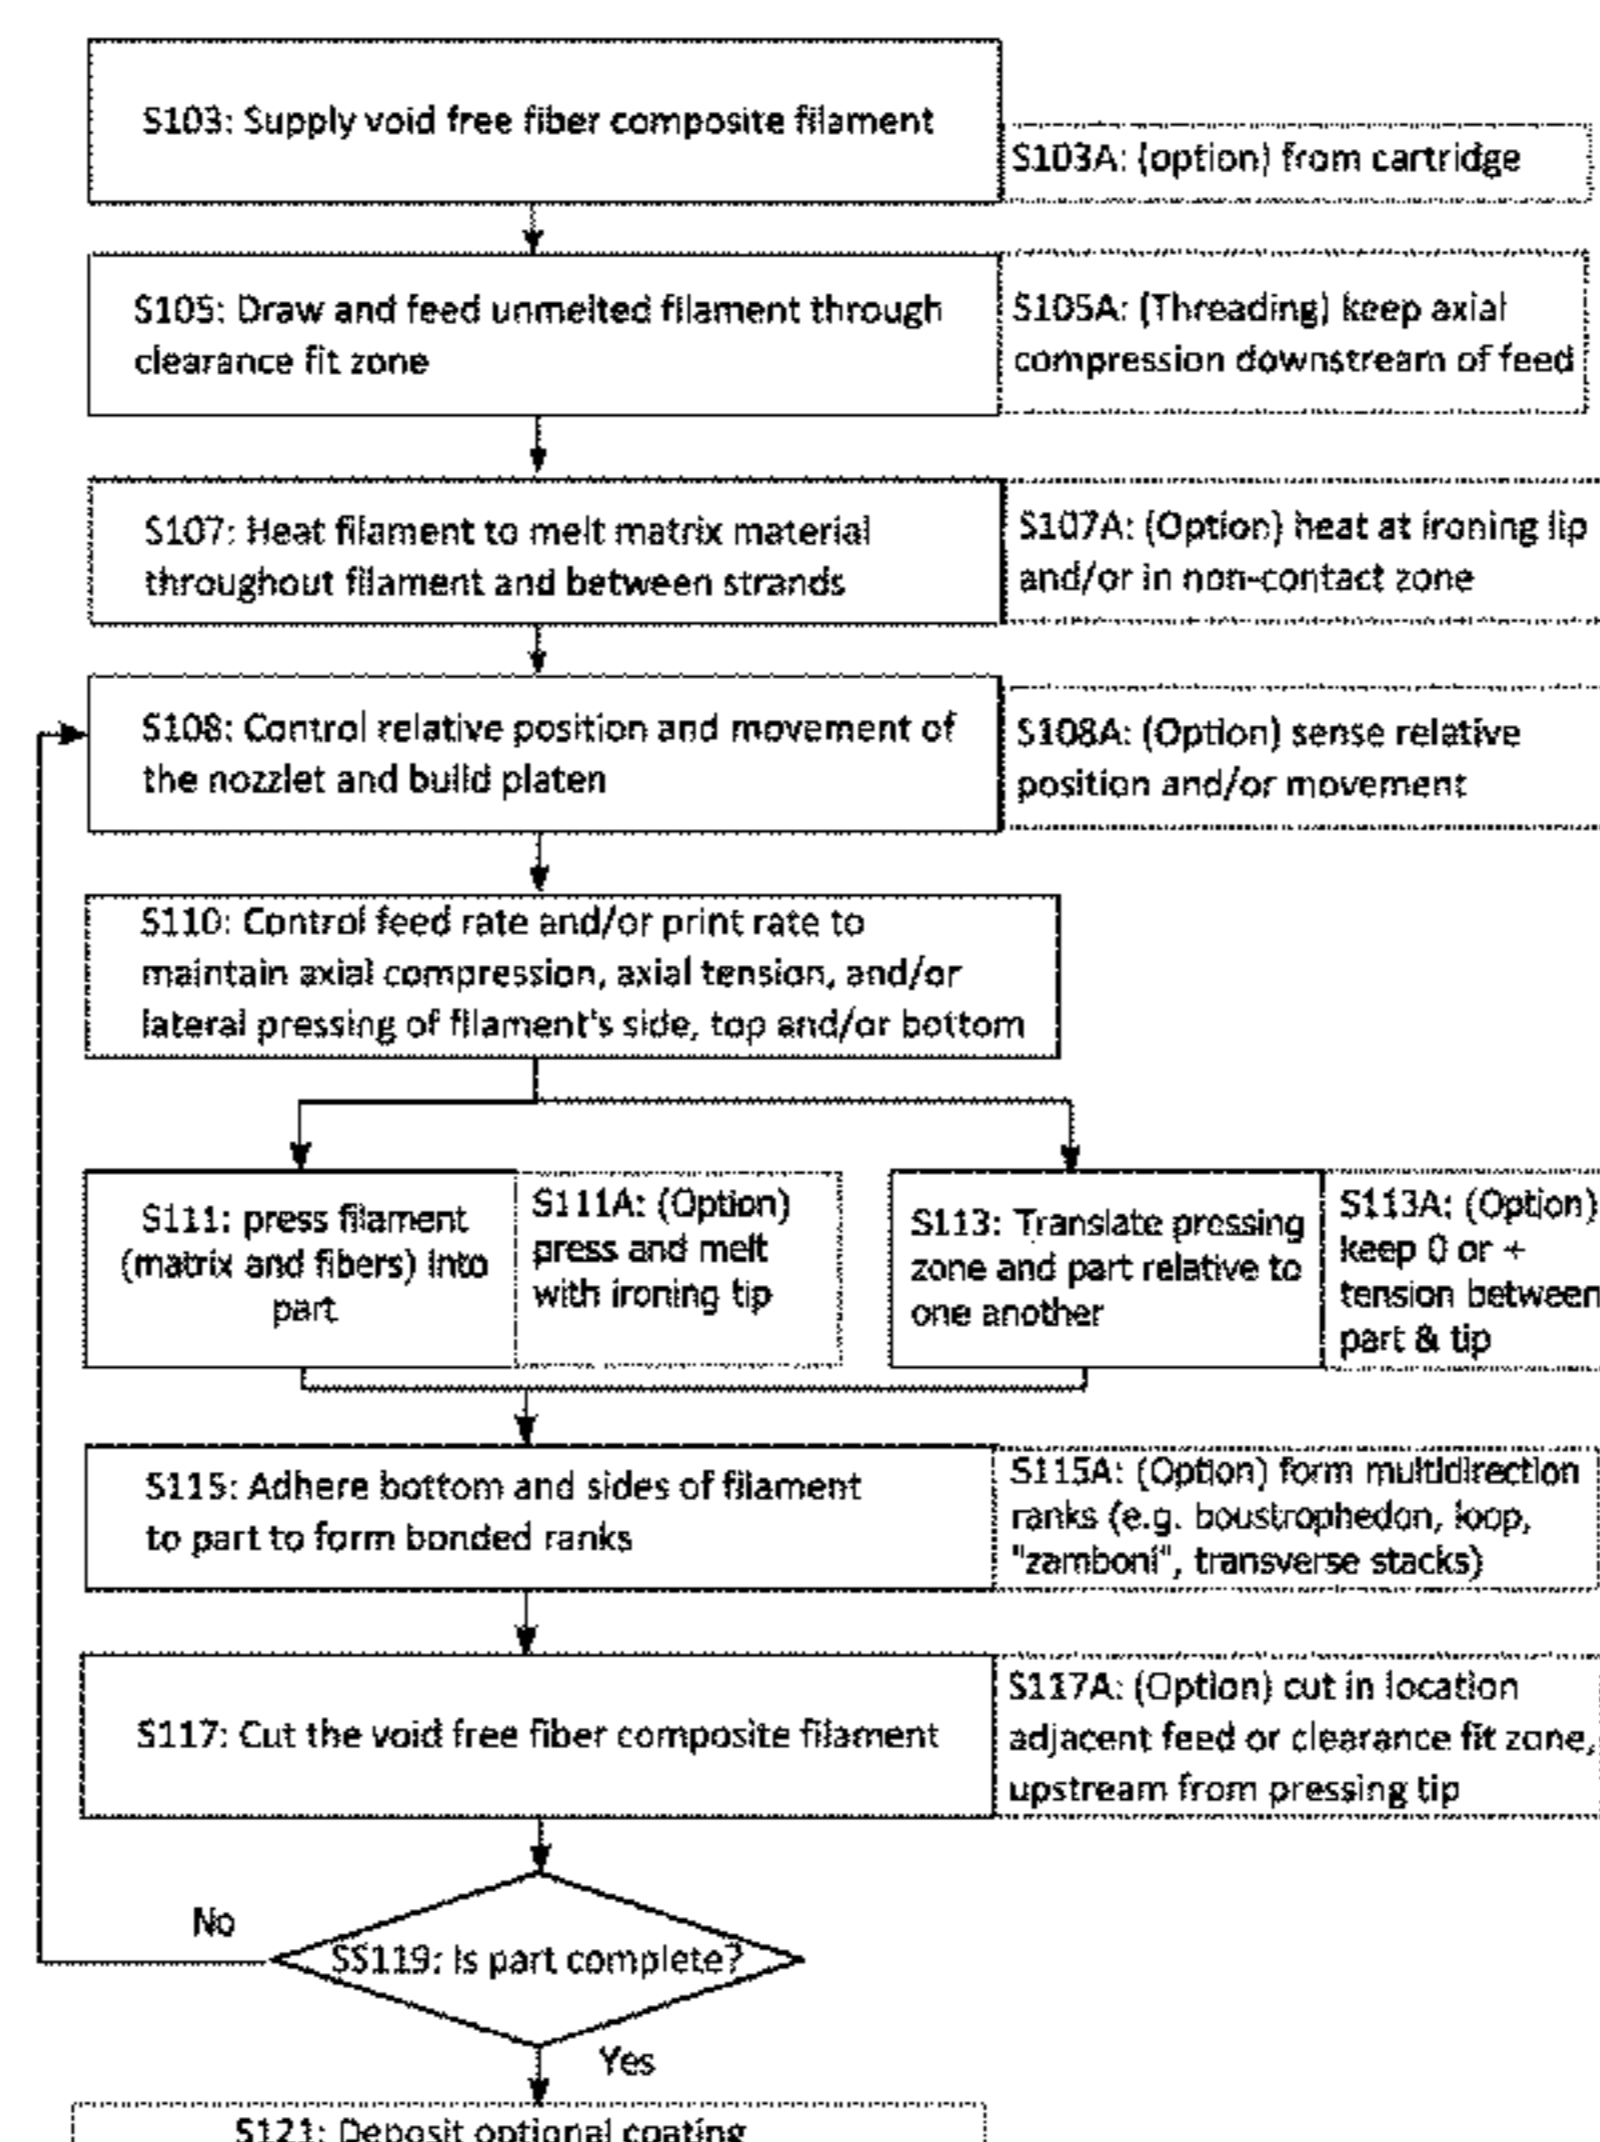 S103: Supply void free fiber composite filament
S103A: (option) from cartridge
S105: Draw and feed unmelted filament through
clearance fit zone
S105A: (Threading) keep axial
compression downstream of feed
S107: Heat filament to melt matrix material
throughout filament and between strands
S107A: (Option) heat at ironing lip
and/or in non-contact zone
S108: Control relative position and movement of
the nozzlet and build platen
S108A: (Option) sense relative
position and/or movement
S110: Control feed rate and/or print rate to
maintain axial compression, axial tension, and/or
lateral pressing of filament's side, top and/or bottom
S111: press filament
(matrix and fibers) into
part
S111A: (Option)
press and melt
with ironing tip
S113: Translate pressing
zone and part relative to
one another
S113A: (Option)
keep 0 or +
tension between
part & tip
S115: Adhere bottom and sides of filament
to part to form bonded ranks
S115A: (Option) form multidirection
ranks (e.g. boustrophedon, loop,
"zamboni", transverse stacks)
S117: Cut the void free fiber composite filament
S117A: (Option) cut in location
adjacent feed or clearance fit zone,
upstream from pressing tip
No
SS119: Is part complete?
Yes
S121: Deposit optional coating